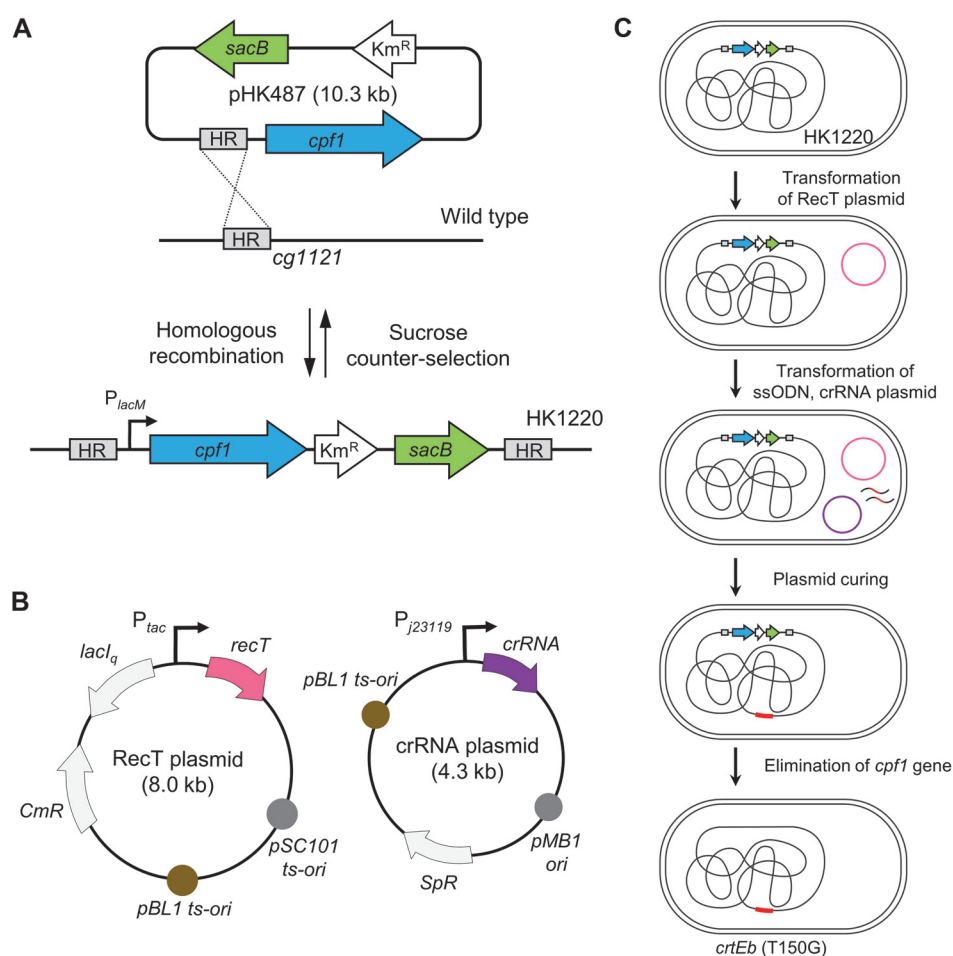 A
sacB
KmR
pHK487 (10.3 kb)
HR
cpf1
Wild type
HR
cg1121
Homologous
recombination
Sucrose
counter-selection
PlacM
HK1220
HR
cpf1
KmR
sacB
HR
B
Ptac
lacIq
recT
RecT plasmid
(8.0 kb)
CmR
pSC101
ts-ori
pBL1 ts-ori
Pj23119
crRNA
pBL1 ts-ori
crRNA plasmid
(4.3 kb)
pMB1
ori
SpR
C
HK1220
Transformation
of RecT plasmid
Transformation of
ssODN, crRNA plasmid
Plasmid curing
Elimination of cpf1 gene
crtEb (T150G)